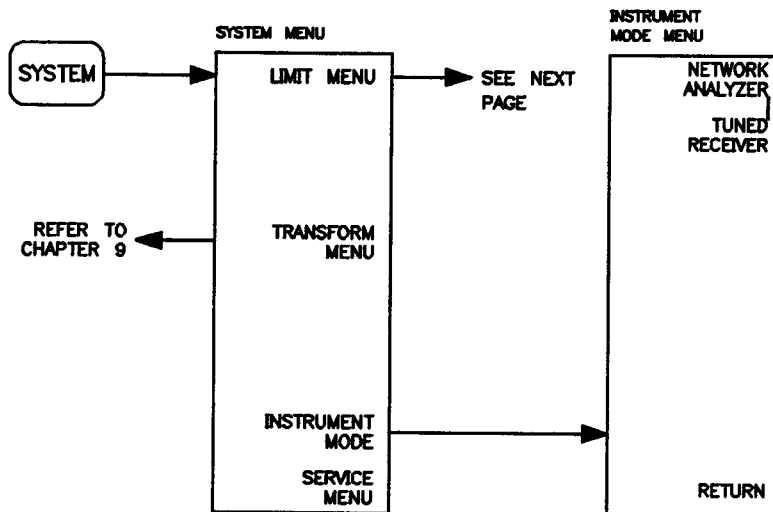 SYSTEM
SYSTEM MENU
LIMIT MENU
SEE NEXT
PAGE
REFER TO
CHAPTER 9
TRANSFORM
MENU
INSTRUMENT
MODE
SERVICE
MENU
INSTRUMENT
MODE MENU
NETWORK
ANALYZER
TUNED
RECEIVER
RETURN